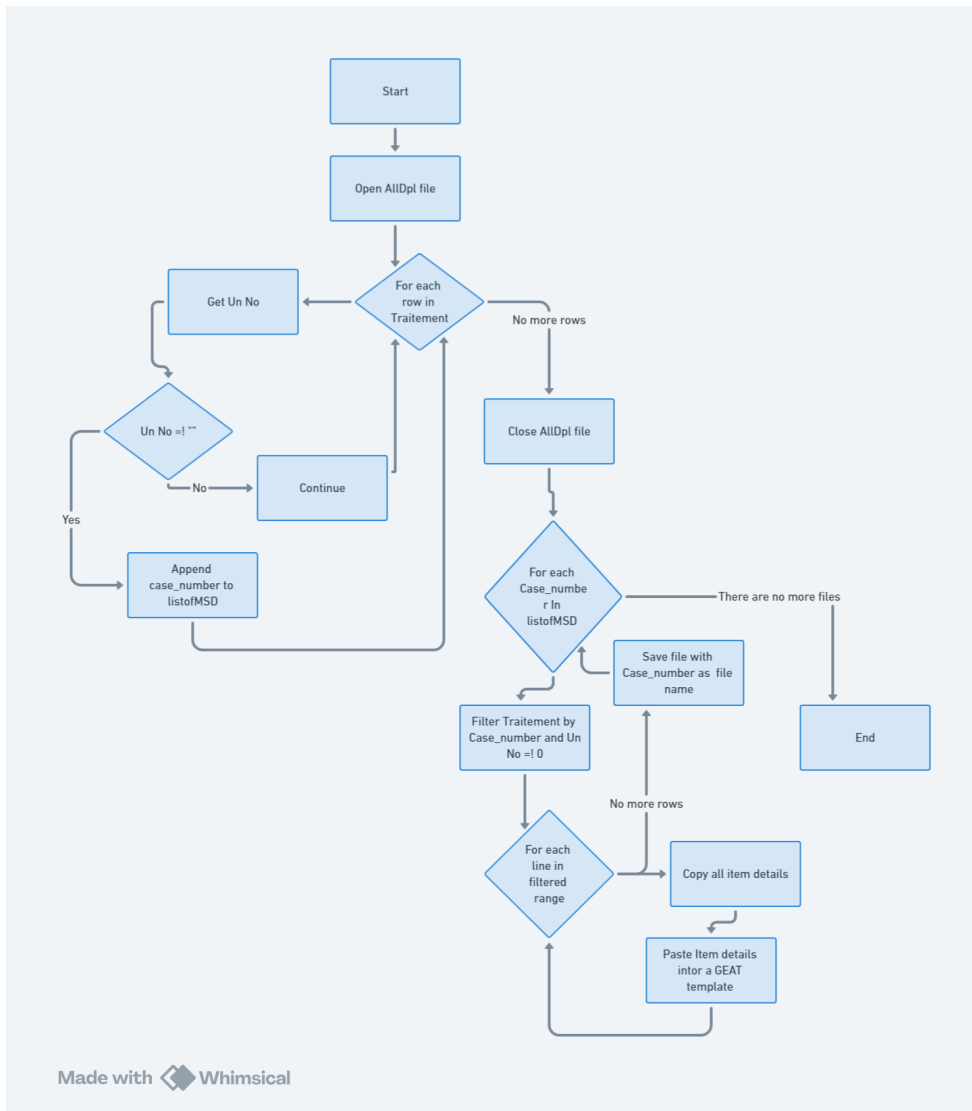 Start
Open AllDpl file
For each
row in
Traitement
Get Un No
No more rows
Un No =! “”
Close AllDpl file
No
Continue
Yes
Append
case_number to
listofMSD
For each
Case_numbe
r In
listofMSD
There are no more files
Save file with
Case_number as file
name
Filter Traitement by
Case_number and Un
No =! 0
End
No more rows
For each
line in
filtered
range
Copy all item details
Paste Item details
intor a GEAT
template
Made with Whimsical